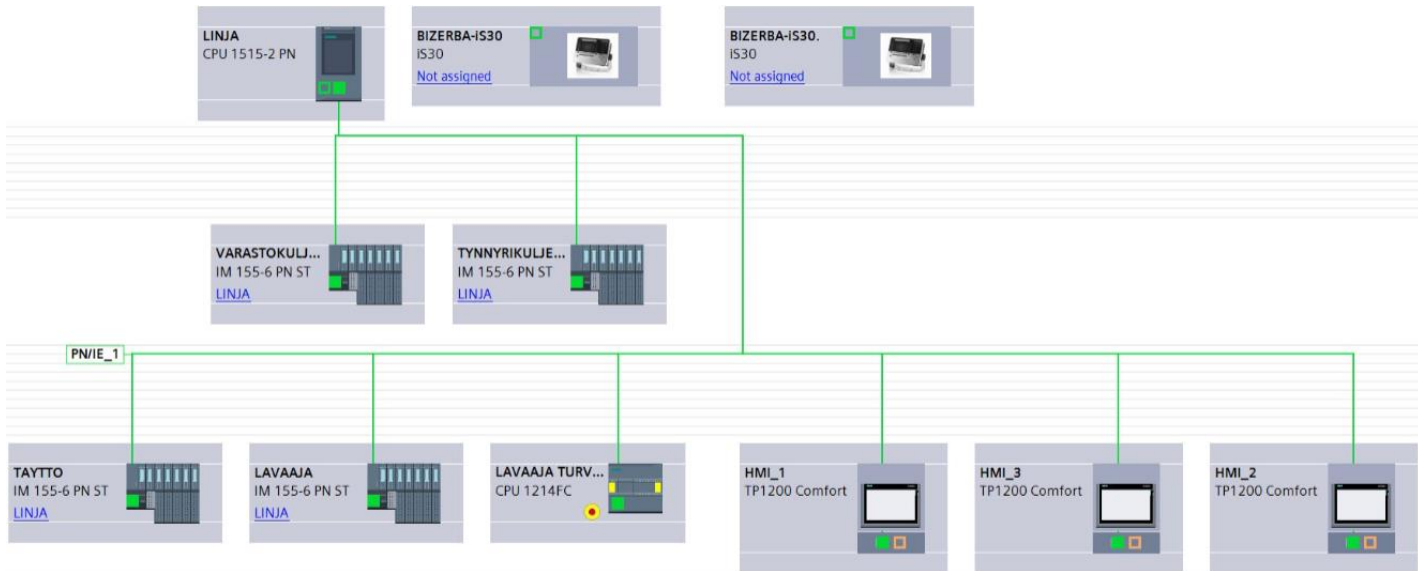 LINJA
CPU 1515-2 PN
BIZERBA-iS30
iS30
Not assigned
BIZERBA-iS30.
iS30
Not assigned
VARASTOKULJ...
IM 155-6 PN ST
LINJA
TYNNYRIKULJE...
IM 155-6 PN ST
LINJA
PN/IE_1
TAYTTO
IM 155-6 PN ST
LINJA
LAVAAJA
IM 155-6 PN ST
LINJA
LAVAAJA TURV...
CPU 1214FC
HMI_1
TP1200 Comfort
HMI_3
TP1200 Comfort
HMI_2
TP1200 Comfort